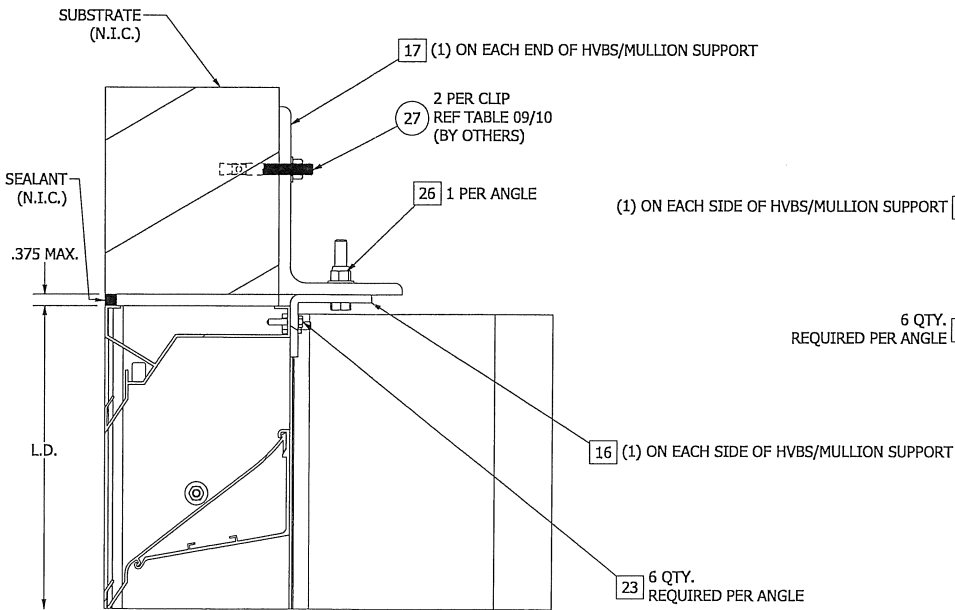 SUBSTRATE
(N.I.C.)
17 (1) ON EACH END OF HVBS/MULLION SUPPORT
27 2 PER CLIP
REF TABLE 09/10
(BY OTHERS)
SEALANT
(N.I.C.)
26 1 PER ANGLE
(1) ON EACH SIDE OF HVBS/MULLION SUPPORT
.375 MAX.
6 QTY.
REQUIRED PER ANGLE
L.D.
16 (1) ON EACH SIDE OF HVBS/MULLION SUPPORT
23 6 QTY.
REQUIRED PER ANGLE